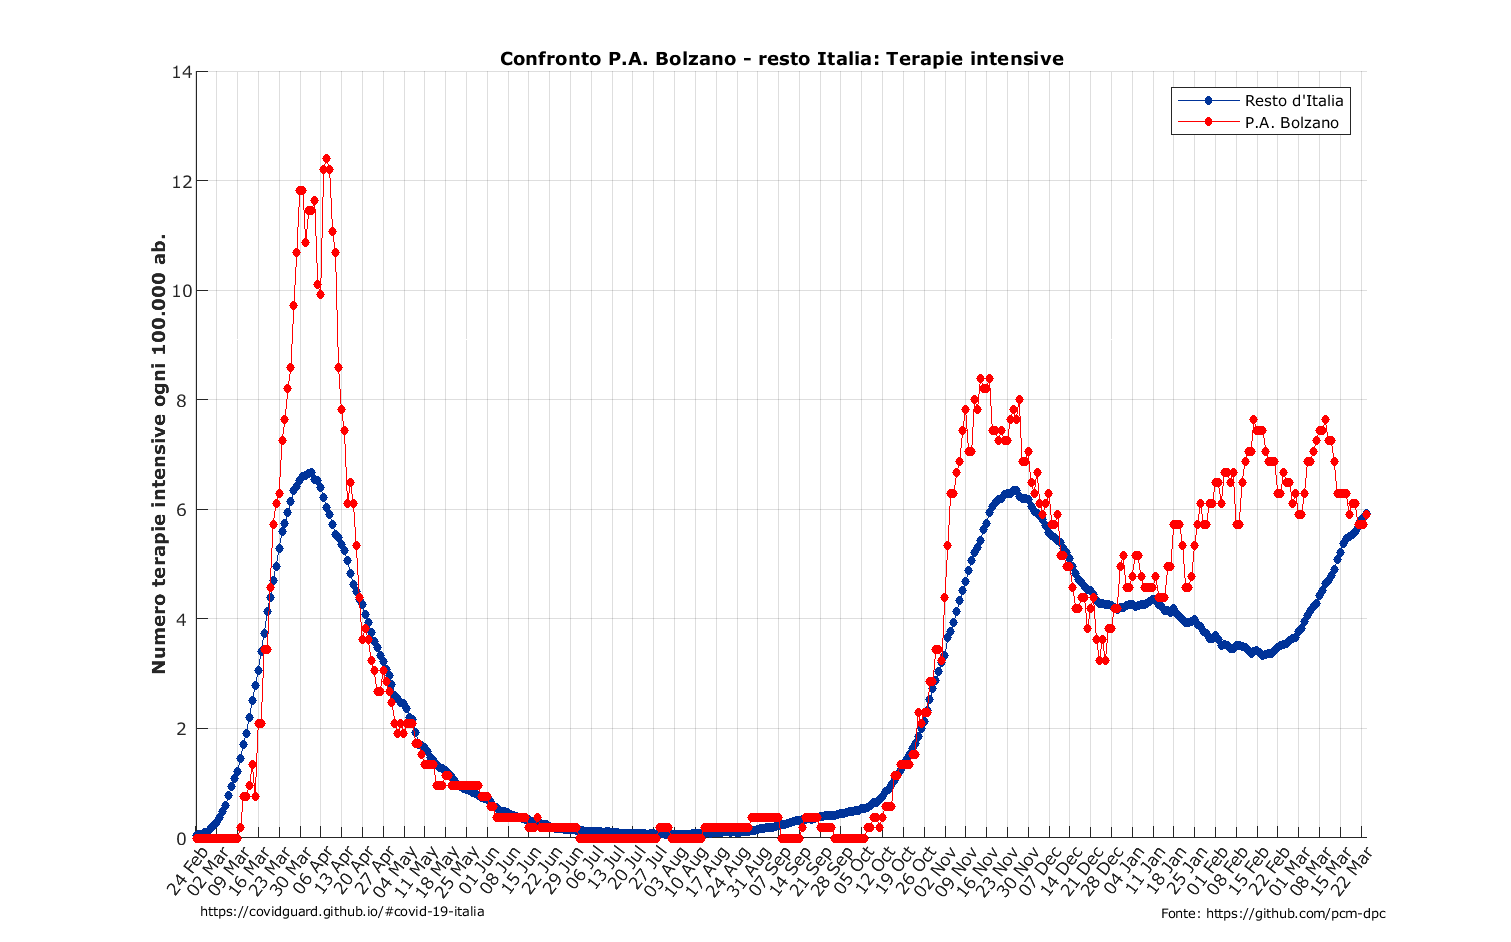 Confronto P.A. Bolzano - resto Italia: Terapie intensive
Resto d'Italia
P.A. Bolzano
Numero terapie intensive ogni 100.000 ab.
14
12
10
8
6
4
2
0
24 Feb
02 Mar
09 Mar
16 Mar
23 Mar
30 Mar
06 Apr
13 Apr
20 Apr
27 Apr
04 May
11 May
18 May
25 May
01 Jun
08 Jun
15 Jun
22 Jun
29 Jun
06 Jul
13 Jul
20 Jul
27 Jul
03 Aug
10 Aug
17 Aug
24 Aug
31 Aug
07 Sep
14 Sep
21 Sep
28 Sep
05 Oct
12 Oct
19 Oct
26 Oct
02 Nov
09 Nov
16 Nov
23 Nov
30 Nov
07 Dec
14 Dec
21 Dec
28 Dec
04 Jan
11 Jan
18 Jan
25 Jan
01 Feb
08 Feb
15 Feb
22 Feb
01 Mar
08 Mar
15 Mar
22 Mar
https://covidguard.github.io/#covid-19-italia
Fonte: https://github.com/pcm-dpc